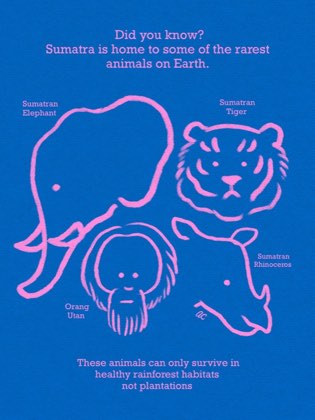 Did you know?
Sumatra is home to some of the rarest
animals on Earth.
Sumatran
Elephant
Sumatran
Tiger
Sumatran
Rhinoceros
Orang
Utan
These animals can only survive in
healthy rainforest habitats
not plantations